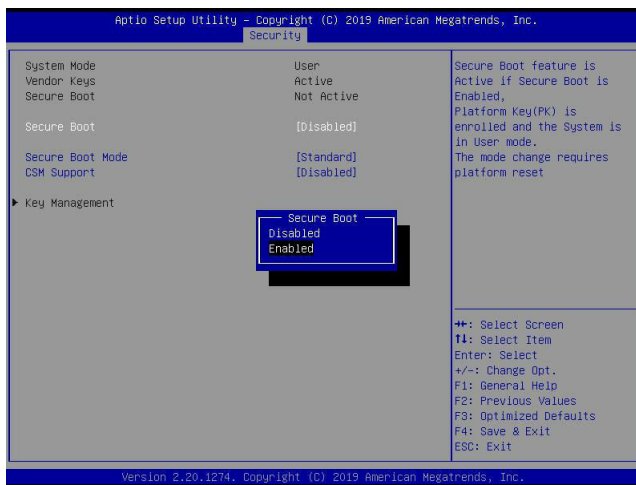 Aptio Setup Utility – Copyright (C) 2019 American Megatrends, Inc.
Security
System Mode User
Vendor Keys Active
Secure Boot Not Active
Secure Boot [Disabled]
Secure Boot Mode [Standard]
CSM Support [Disabled]
Key Management
Secure Boot
Disabled
Enabled
Secure Boot feature is
Active if Secure Boot is
Enabled,
Platform Key(PK) is
enrolled and the System is
in User mode.
The mode change requires
platform reset
→←: Select Screen
↑↓: Select Item
Enter: Select
+/-: Change Opt.
F1: General Help
F2: Previous Values
F3: Optimized Defaults
F4: Save & Exit
ESC: Exit
Version 2.20.1274. Copyright (C) 2019 American Megatrends, Inc.